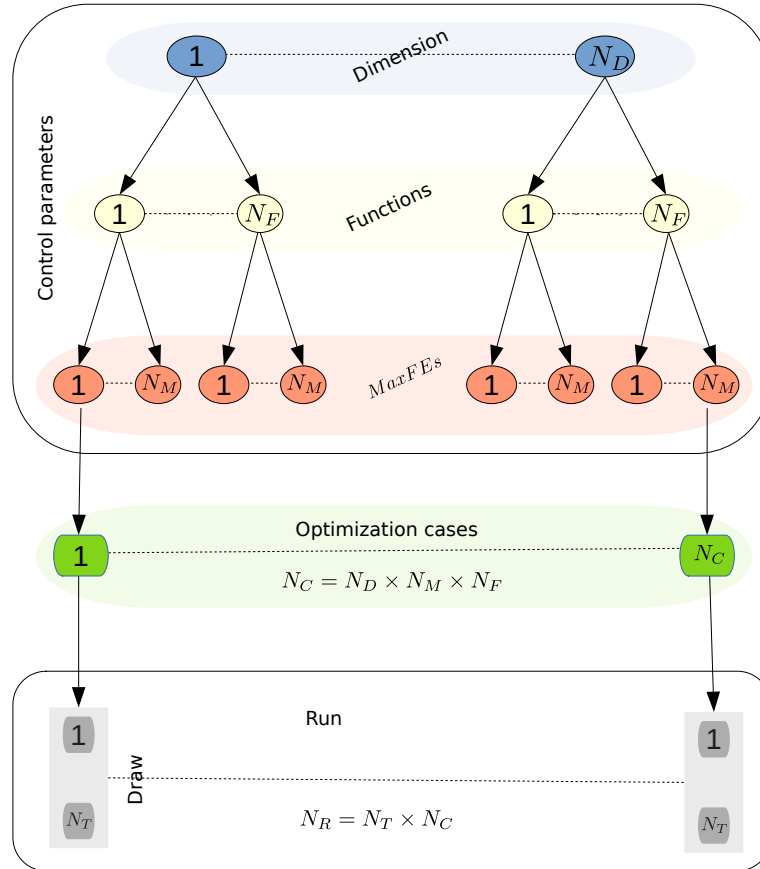 1 N_D
Dimension
Control parameters
1 N_F 1 N_F
Functions
1 N_M 1 N_M 1 N_M 1 N_M
MaxFEs
Optimization cases
1 N_C
N_C = N_D × N_M × N_F
Run
1 1
Draw
N_T N_T
N_R = N_T × N_C